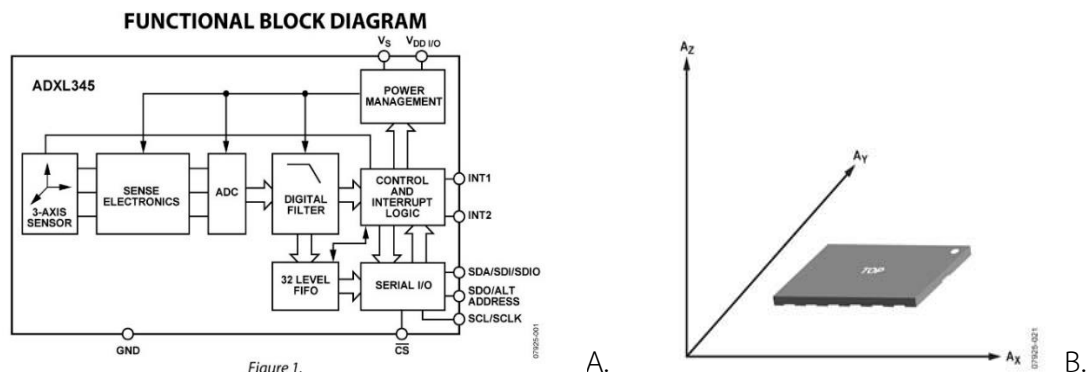 FUNCTIONAL BLOCK DIAGRAM
VS
VDD I/O
ADXL345
POWER
MANAGEMENT
3-AXIS
SENSOR
SENSE
ELECTRONICS
ADC
DIGITAL
FILTER
CONTROL
AND
INTERRUPT
LOGIC
INT1
INT2
32 LEVEL
FIFO
SERIAL I/O
SDA/SDI/SDIO
SDO/ALT
ADDRESS
SCL/SCLK
GND
CS
07925-001
Figure 1.
A.
AZ
AY
TOP
AX
07925-021
B.